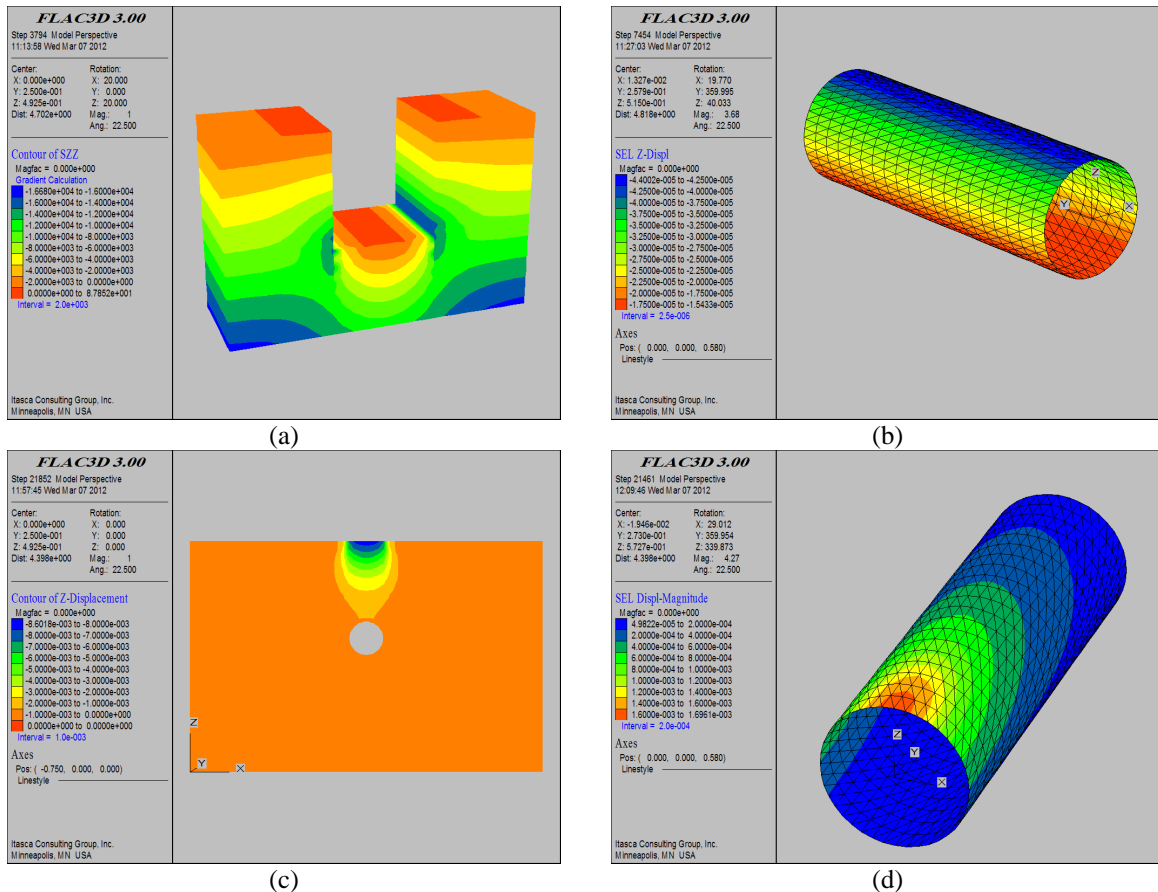 FLAC3D 3.00
Step 3794 Model Perspective
11:13:58 Wed Mar 07 2012
Center: Rotation:
X: 0.000e+000 X: 20.000
Y: 2.500e-001 Y: 0.000
Z: 4.925e-001 Z: 20.000
Dist: 4.702e+000 Mag.: 1
Ang.: 22.500
Contour of SZZ
Magfac = 0.000e+000
Gradient Calculation
-1.6680e+004 to -1.6000e+004
-1.6000e+004 to -1.4000e+004
-1.4000e+004 to -1.2000e+004
-1.2000e+004 to -1.0000e+004
-1.0000e+004 to -8.0000e+003
-8.0000e+003 to -6.0000e+003
-6.0000e+003 to -4.0000e+003
-4.0000e+003 to -2.0000e+003
-2.0000e+003 to 0.0000e+000
0.0000e+000 to 8.7852e+001
Interval = 2.0e+003
Itasca Consulting Group, Inc.
Minneapolis, MN USA
(a)
FLAC3D 3.00
Step 7454 Model Perspective
11:27:03 Wed Mar 07 2012
Center: Rotation:
X: 1.327e-002 X: 19.770
Y: 2.579e-001 Y: 359.995
Z: 5.150e-001 Z: 40.033
Dist: 4.818e+000 Mag.: 3.68
Ang.: 22.500
SEL Z-Displ
Magfac = 0.000e+000
-4.4002e-005 to -4.2500e-005
-4.2500e-005 to -4.0000e-005
-4.0000e-005 to -3.7500e-005
-3.7500e-005 to -3.5000e-005
-3.5000e-005 to -3.2500e-005
-3.2500e-005 to -3.0000e-005
-3.0000e-005 to -2.7500e-005
-2.7500e-005 to -2.5000e-005
-2.5000e-005 to -2.2500e-005
-2.2500e-005 to -2.0000e-005
-2.0000e-005 to -1.7500e-005
-1.7500e-005 to -1.5433e-005
Interval = 2.5e-006
Axes
Pos: ( 0.000, 0.000, 0.580)
Linestyle
Itasca Consulting Group, Inc.
Minneapolis, MN USA
Z
Y
X
(b)
FLAC3D 3.00
Step 21852 Model Perspective
11:57:45 Wed Mar 07 2012
Center: Rotation:
X: 0.000e+000 X: 0.000
Y: 2.500e-001 Y: 0.000
Z: 4.925e-001 Z: 0.000
Dist: 4.398e+000 Mag.: 1
Ang.: 22.500
Contour of Z-Displacement
Magfac = 0.000e+000
-8.6018e-003 to -8.0000e-003
-8.0000e-003 to -7.0000e-003
-7.0000e-003 to -6.0000e-003
-6.0000e-003 to -5.0000e-003
-5.0000e-003 to -4.0000e-003
-4.0000e-003 to -3.0000e-003
-3.0000e-003 to -2.0000e-003
-2.0000e-003 to -1.0000e-003
-1.0000e-003 to 0.0000e+000
0.0000e+000 to 0.0000e+000
Interval = 1.0e-003
Axes
Pos: ( -0.750, 0.000, 0.000)
Linestyle
Itasca Consulting Group, Inc.
Minneapolis, MN USA
Z
Y
X
(c)
FLAC3D 3.00
Step 21461 Model Perspective
12:09:46 Wed Mar 07 2012
Center: Rotation:
X: -1.946e-002 X: 29.012
Y: 2.730e-001 Y: 359.954
Z: 5.727e-001 Z: 339.873
Dist: 4.398e+000 Mag.: 4.27
Ang.: 22.500
SEL Displ-Magnitude
Magfac = 0.000e+000
4.9822e-005 to 2.0000e-004
2.0000e-004 to 4.0000e-004
4.0000e-004 to 6.0000e-004
6.0000e-004 to 8.0000e-004
8.0000e-004 to 1.0000e-003
1.0000e-003 to 1.2000e-003
1.2000e-003 to 1.4000e-003
1.4000e-003 to 1.6000e-003
1.6000e-003 to 1.6961e-003
Interval = 2.0e-004
Axes
Pos: ( 0.000, 0.000, 0.580)
Linestyle
Itasca Consulting Group, Inc.
Minneapolis, MN USA
Z
Y
X
(d)